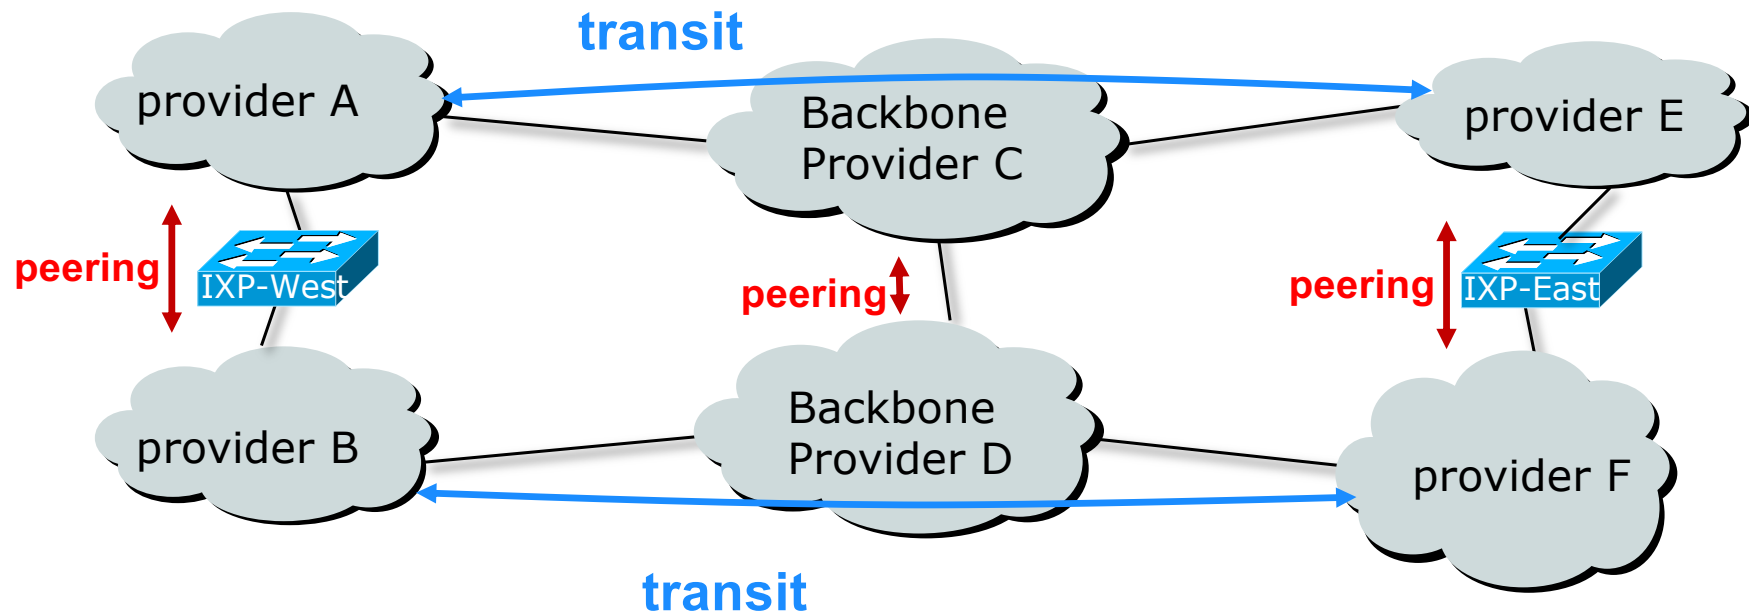 transit
provider A
Backbone
Provider C
provider E
peering
IXP-West
peering
peering
IXP-East
provider B
Backbone
Provider D
provider F
transit